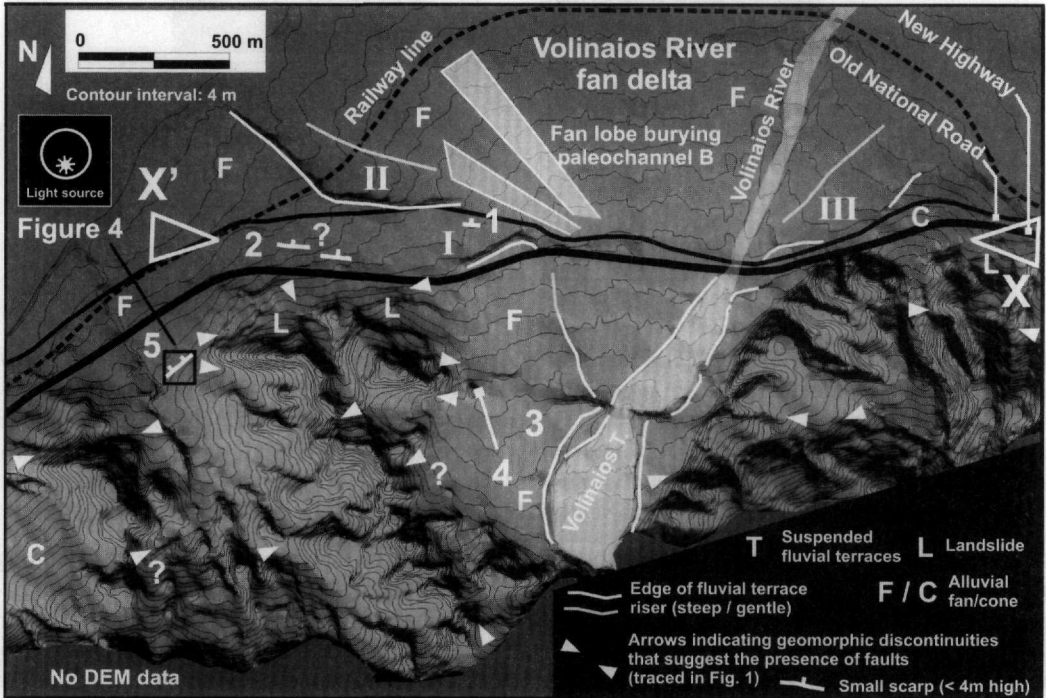 N
0 500 m
Contour interval: 4 m
Light source
Figure 4
Railway line
Volinaios River
fan delta
Fan lobe burying
paleochannel B
Volinaios River
Old National Road
New Highway
F
F
F
X'
II
III
C
1
I
2
?
L
X
F
F
L
L
5
3
4
?
F
Volinaios T.
C
?
No DEM data
T Suspended
fluvial terraces
L Landslide
Edge of fluvial terrace
riser (steep / gentle)
F / C Alluvial
fan/cone
Arrows indicating geomorphic discontinuities
that suggest the presence of faults
(traced in Fig. 1)
Small scarp (< 4m high)